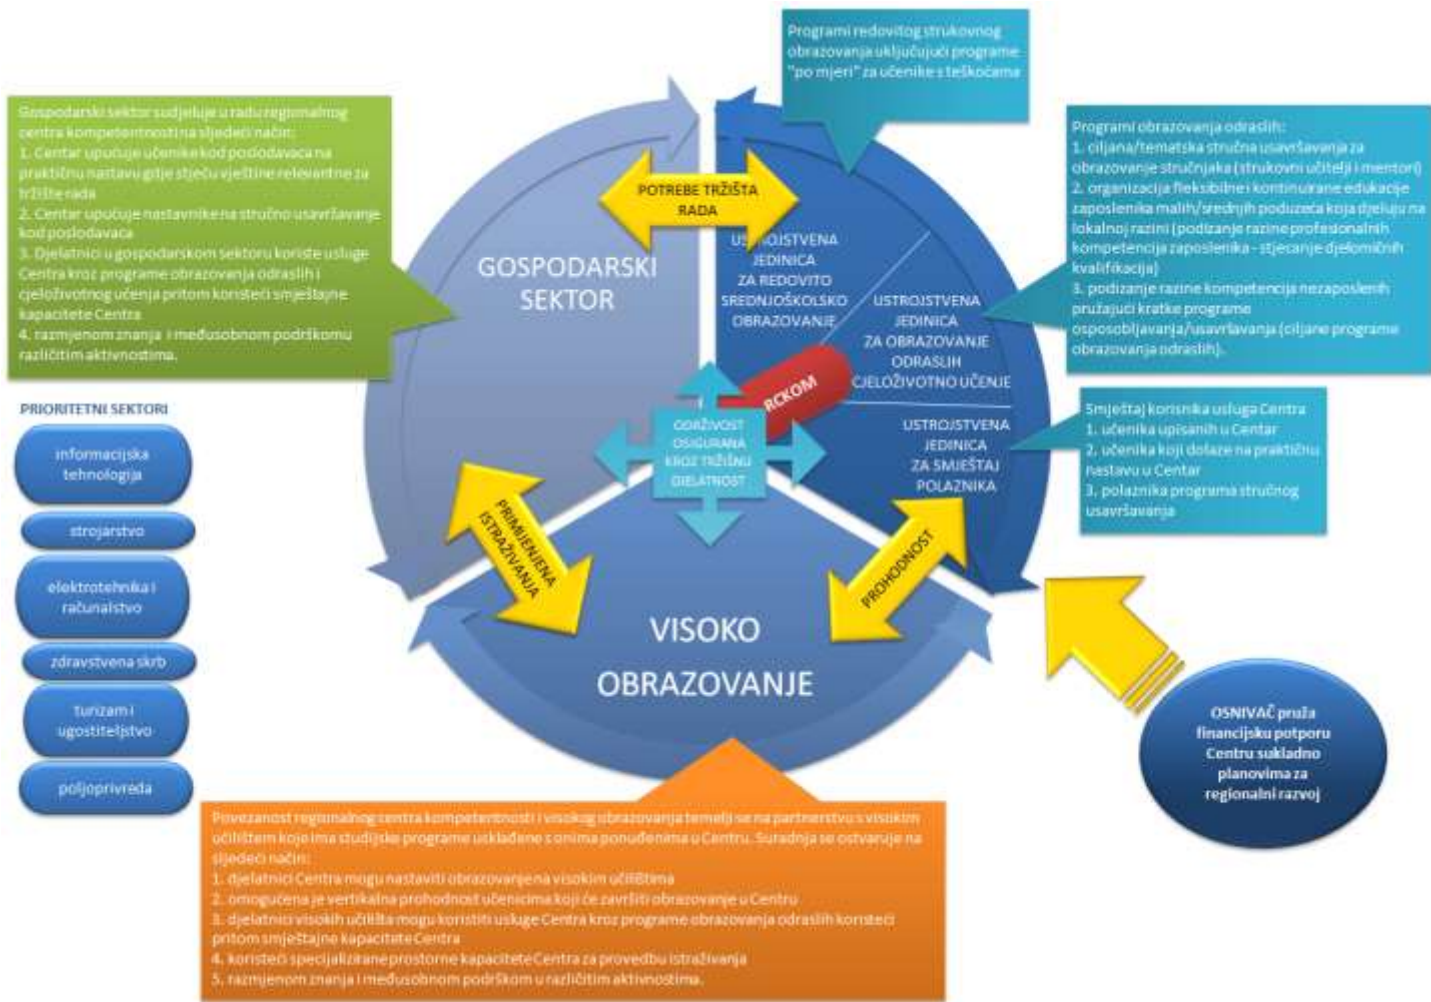 Programi redovitog strukovnog
obrazovanja uključujući programe
"po mjeri" za učenike s teškoćama
Gospodarski sektor sudjeluje u radu regionalnog
centra kompetentnosti na sljedeći način:
1. Centar upućuje učenike kod poslodavaca na
praktičnu nastavu gdje stječu vještine relevantne za
tržište rada
2. Centar upućuje nastavnike na stručno usavršavanje
kod poslodavaca
3. Djelatnici u gospodarskom sektoru koriste usluge
Centra kroz programe obrazovanja odraslih i
cjeloživotnog učenja pritom koristeći smještajne
kapacitete Centra
4. razmjenom znanja i međusobnom podrškom u
različitim aktivnostima.
Programi obrazovanja odraslih:
1. ciljana/tematska stručna usavršavanja za
obrazovanje stručnjaka (strukovni učitelji i mentori)
2. organizacija fleksibilne i kontinuirane edukacije
zaposlenika malih/srednjih poduzeća koja djeluju na
lokalnoj razini (podizanje razine profesionalnih
kompetencija zaposlenika - stjecanje djelomičnih
kvalifikacija)
3. podizanje razine kompetencija nezaposlenih
pružajući kratke programe
osposobljavanja/usavršavanja (ciljane programe
obrazovanja odraslih).
POTREBE TRŽIŠTA
RADA
GOSPODARSKI
SEKTOR
USTROJSTVENA
JEDINICA
ZA REDOVITO
SREDNJOŠKOLSKO
OBRAZOVANJE
USTROJSTVENA
JEDINICA
ZA OBRAZOVANJE
ODRASLIH
CJELOŽIVOTNO UČENJE
RCKOM
ODRŽIVOST
OSIGURANA
KROZ TRŽIŠNU
DJELATNOST
USTROJSTVENA
JEDINICA
ZA SMJEŠTAJ
POLAZNIKA
Smještaj korisnika usluga Centra
1. učenika upisanih u Centar
2. učenika koji dolaze na praktičnu
nastavu u Centar
3. polaznika programa stručnog
usavršavanja
PRIORITETNI SEKTORI
informacijska
tehnologija
strojarstvo
elektrotehnika i
računalstvo
zdravstvena skrb
turizam i
ugostiteljstvo
poljoprivreda
PRIMIJENJENA
ISTRAŽIVANJA
PROHODNOST
VISOKO
OBRAZOVANJE
OSNIVAČ pruža
financijsku potporu
Centru sukladno
planovima za
regionalni razvoj
Povezanost regionalnog centra kompetentnosti i visokog obrazovanja temelji se na partnerstvu s visokim
učilištem koje ima studijske programe usklađene s onima ponuđenima u Centru. Suradnja se ostvaruje na
sljedeći način:
1. djelatnici Centra mogu nastaviti obrazovanje na visokim učilištima
2. omogućena je vertikalna prohodnost učenicima koji će završiti obrazovanje u Centru
3. djelatnici visokih učilišta mogu koristiti usluge Centra kroz programe obrazovanja odraslih koristeći
pritom smještajne kapacitete Centra
4. koristeći specijalizirane prostorne kapacitete Centra za provedbu istraživanja
5. razmjenom znanja i međusobnom podrškom u različitim aktivnostima.